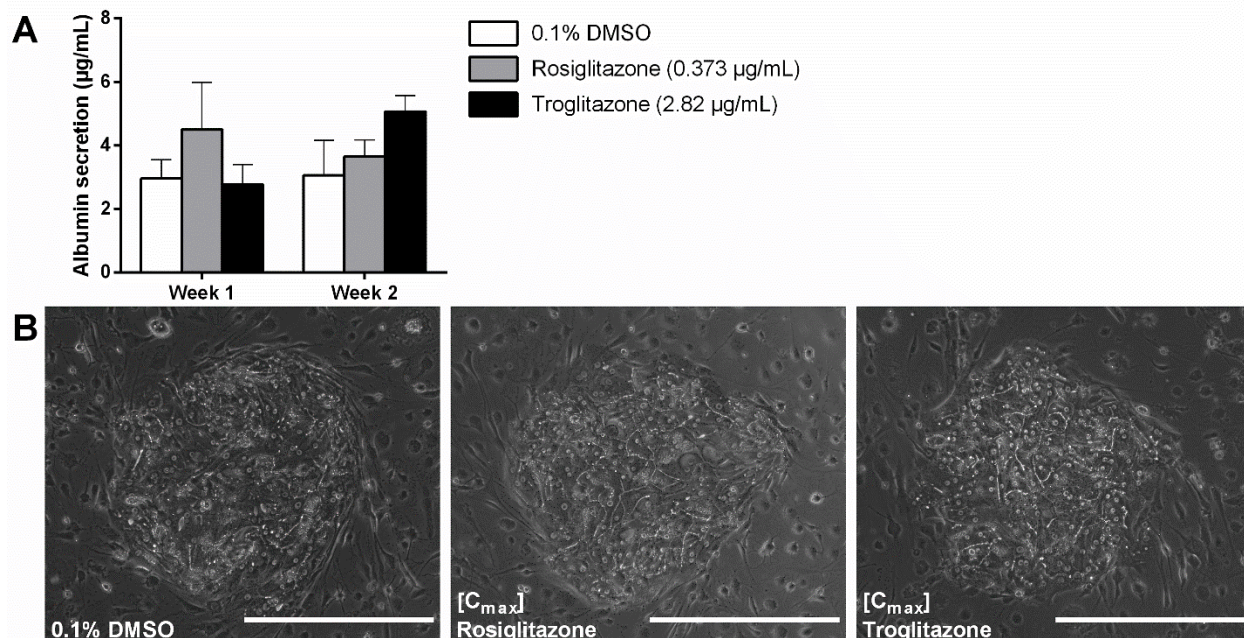 A
Albumin secretion (µg/mL)
8
6
4
2
0
Week 1
Week 2
0.1% DMSO
Rosiglitazone (0.373 µg/mL)
Troglitazone (2.82 µg/mL)
B
0.1% DMSO
[Cmax]
Rosiglitazone
[Cmax]
Troglitazone